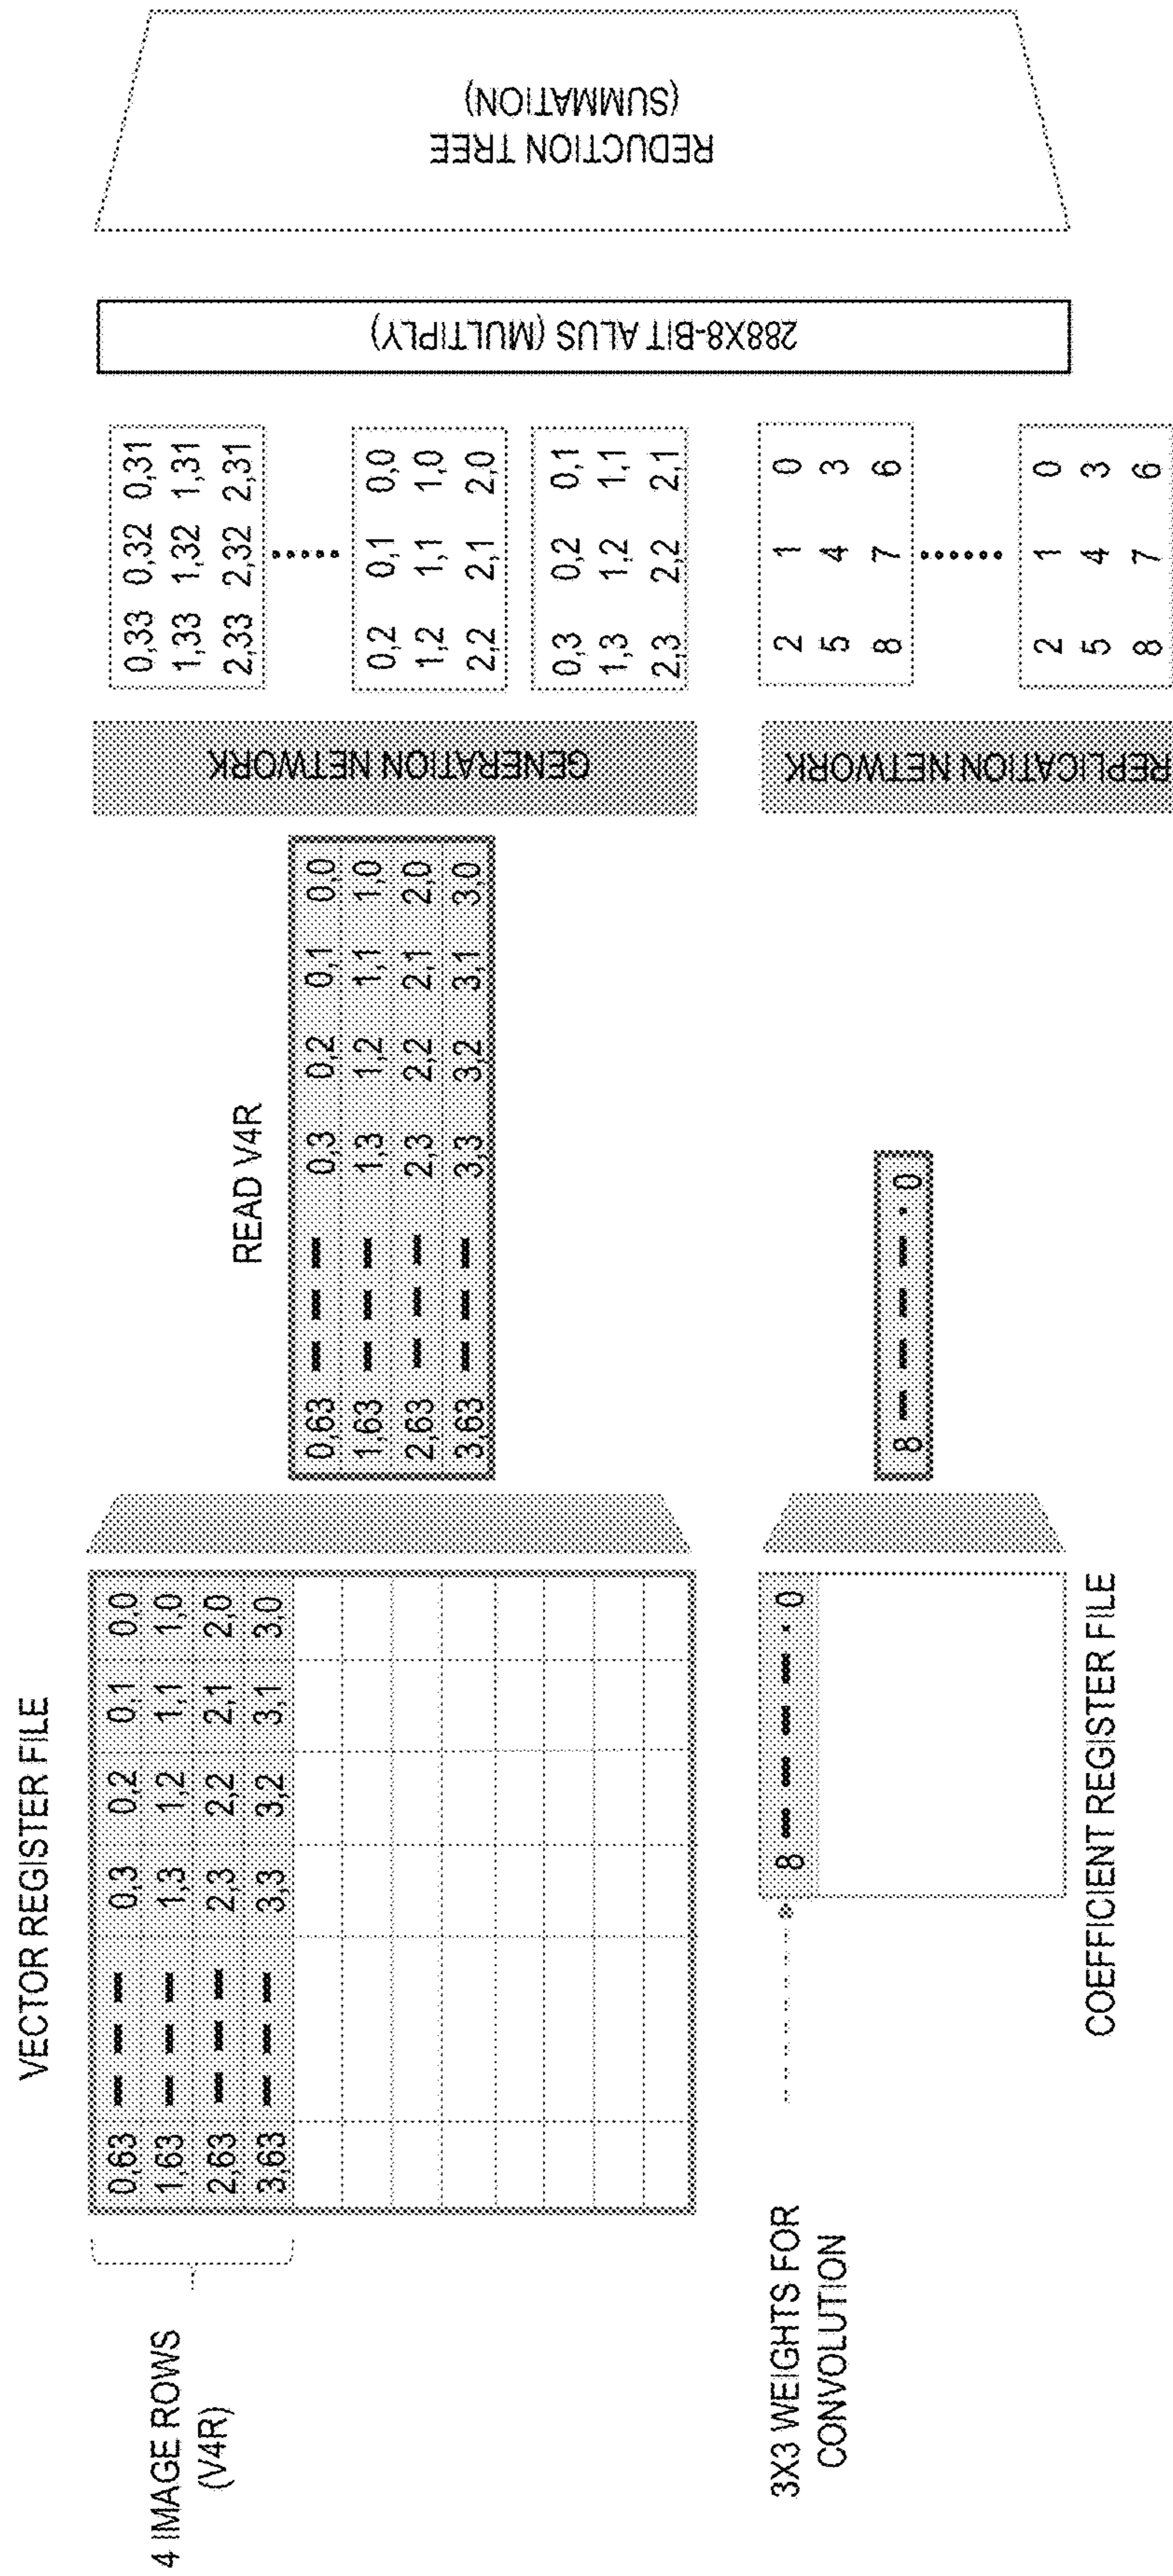 VECTOR REGISTER FILE
4 IMAGE ROWS
(V4R)
0,63 0,3 0,2 0,1 0,0
1,63 1,3 1,2 1,1 1,0
2,63 2,3 2,2 2,1 2,0
3,63 3,3 3,2 3,1 3,0
READ V4R
0,63 0,3 0,2 0,1 0,0
1,63 1,3 1,2 1,1 1,0
2,63 2,3 2,2 2,1 2,0
3,63 3,3 3,2 3,1 3,0
GENERATION NETWORK
0,33 0,32 0,31
1,33 1,32 1,31
2,33 2,32 2,31
0,2 0,1 0,0
1,2 1,1 1,0
2,2 2,1 2,0
0,3 0,2 0,1
1,3 1,2 1,1
2,3 2,2 2,1
3X3 WEIGHTS FOR
CONVOLUTION
8 0
COEFFICIENT REGISTER FILE
8 0
REPLICATION NETWORK
2 1 0
5 4 3
8 7 6
2 1 0
5 4 3
8 7 6
288X8-BIT ALUS (MULTIPLY)
REDUCTION TREE
(SUMMATION)